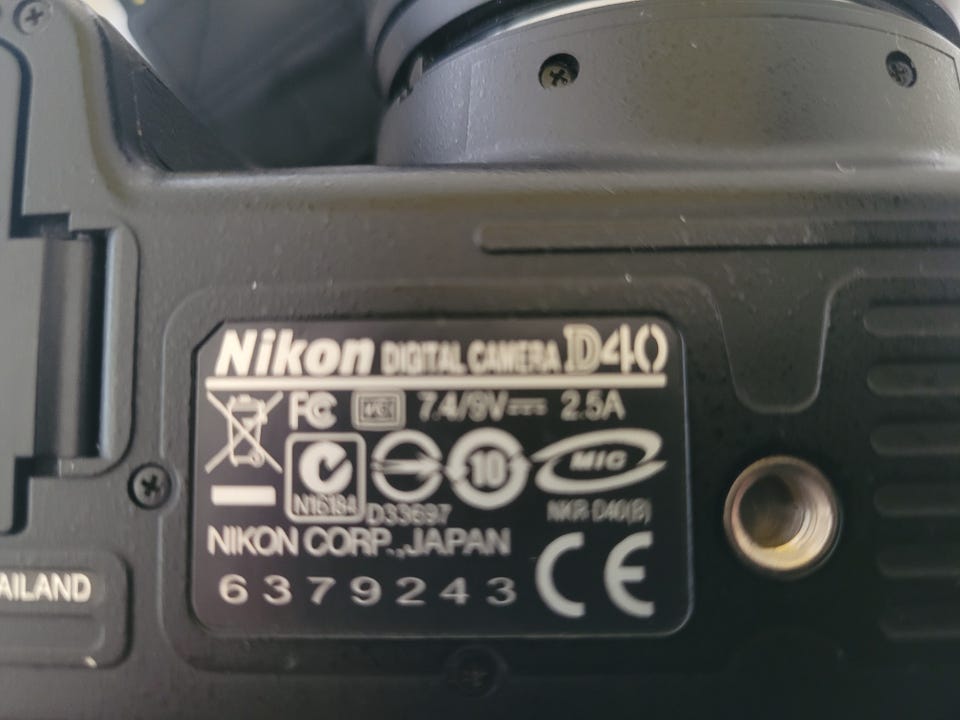 Nikon DIGITAL CAMERA D40
FC 7.4/9V 2.5A
10 MIC
N16184 D33697 NKR-D40(B)
NIKON CORP.,JAPAN
6379243 CE
AILAND